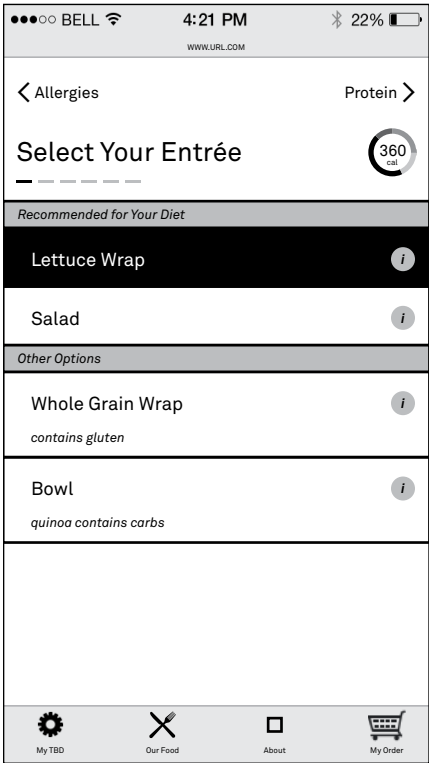 BELL 4:21 PM 22%
WWW.URL.COM
Allergies Protein
Select Your Entrée
360
cal
Recommended for Your Diet
Lettuce Wrap i
Salad i
Other Options
Whole Grain Wrap i
contains gluten
Bowl i
quinoa contains carbs
My TBD Our Food About My Order